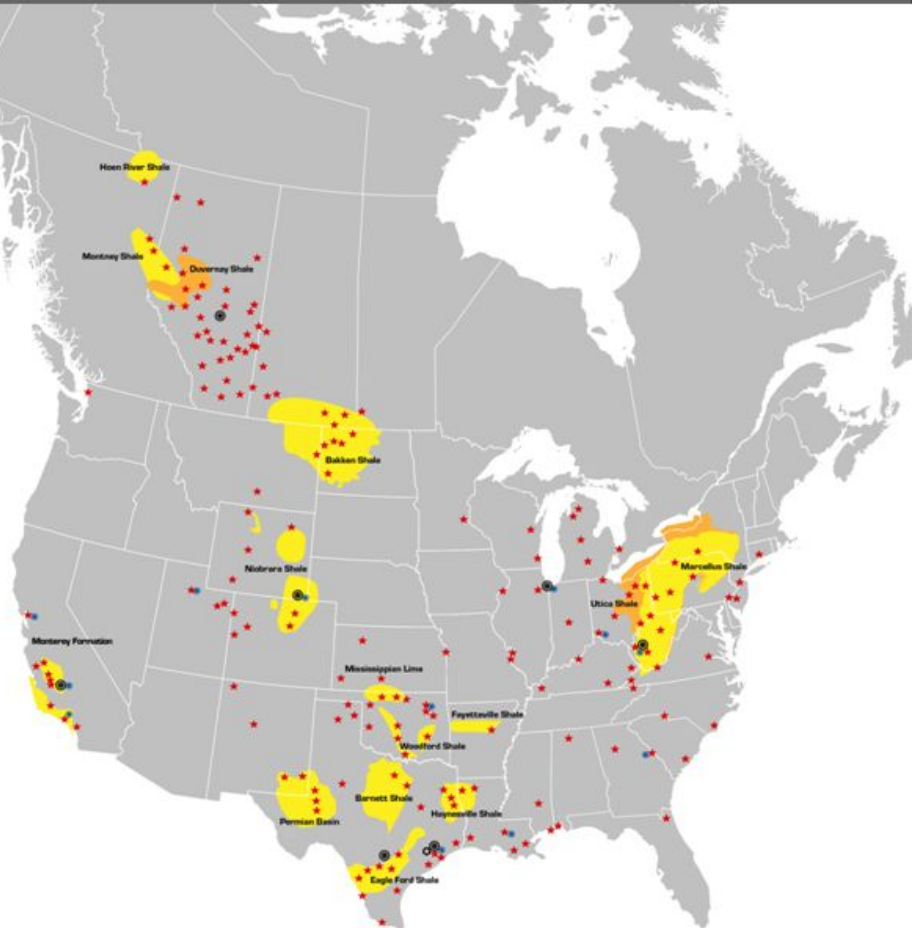 Hoen River Shale
Montney Shale
Duvernay Shale
Bakken Shale
Niobrara Shale
Marcellus Shale
Utica Shale
Monterey Formation
Mississippian Lime
Fayetteville Shale
Woodford Shale
Barnett Shale
Haynesville Shale
Permian Basin
Eagle Ford Shale